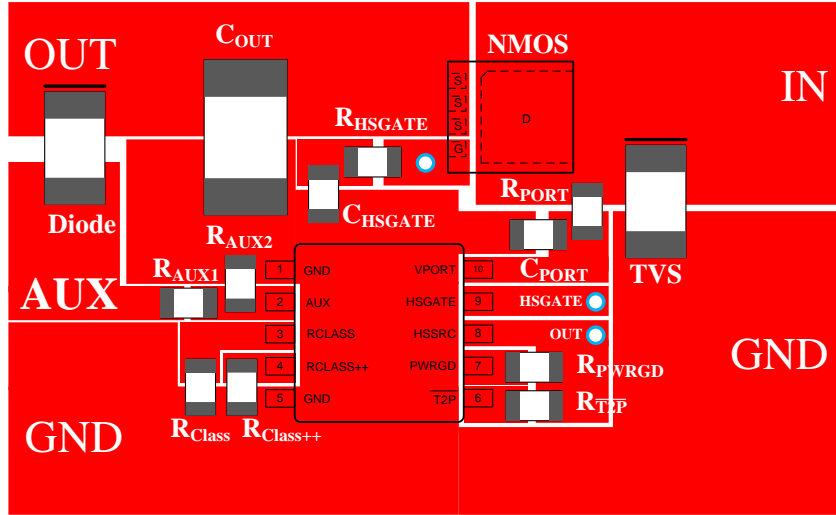 OUT
COUT
NMOS
IN
S
S
S
G
D
RHSGATE
RPORT
CHSGATE
Diode
RAUX2
RAUX1
AUX
CPORT
TVS
1 GND VPORT 10
2 AUX HSGATE 9
3 RCLASS HSSRC 8
4 RCLASS++ PWRGD 7
5 GND T2P 6
HSGATE
OUT
GND
RPWRGD
RT2P
GND
RClass
RClass++